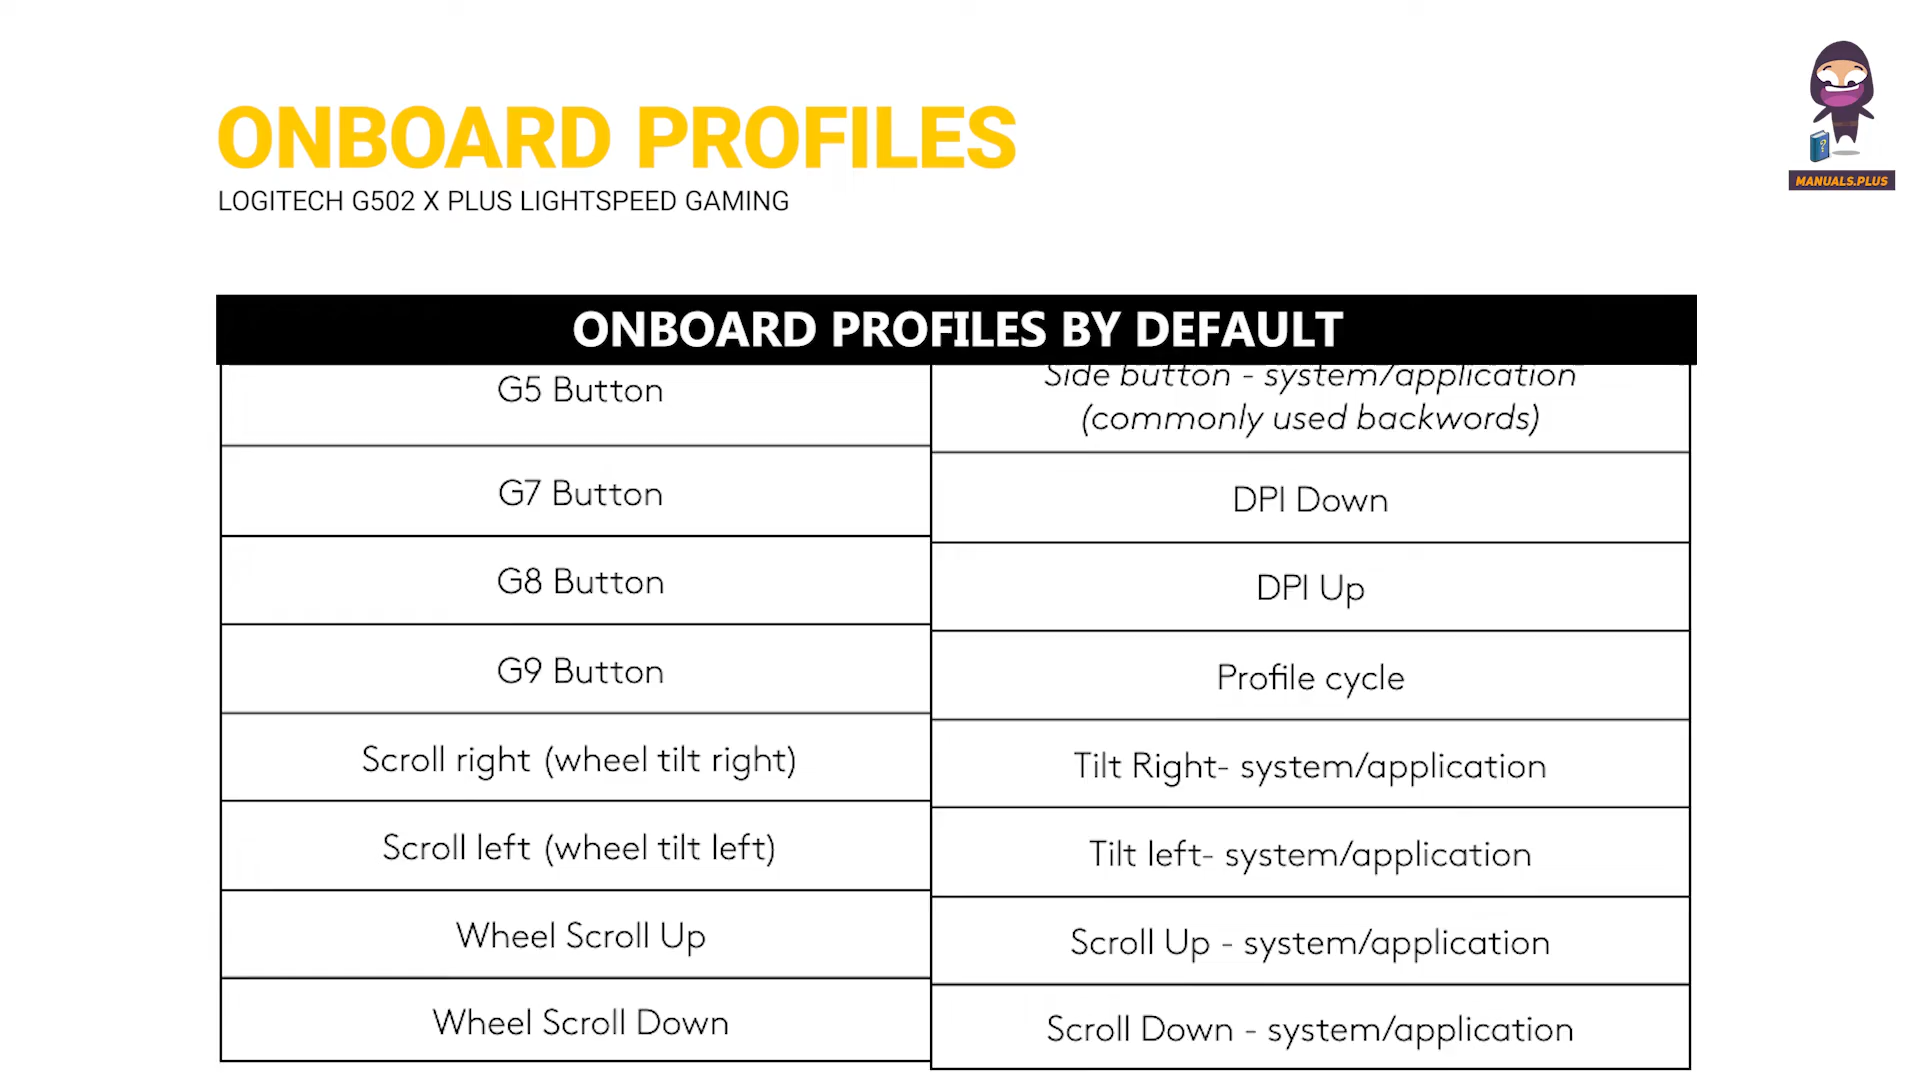 ONBOARD PROFILES
LOGITECH G502 X PLUS LIGHTSPEED GAMING
?
MANUALS.PLUS
ONBOARD PROFILES BY DEFAULT
G5 Button
Side button - system/application
(commonly used backwords)
G7 Button
DPI Down
G8 Button
DPI Up
G9 Button
Profile cycle
Scroll right (wheel tilt right)
Tilt Right- system/application
Scroll left (wheel tilt left)
Tilt left- system/application
Wheel Scroll Up
Scroll Up - system/application
Wheel Scroll Down
Scroll Down - system/application